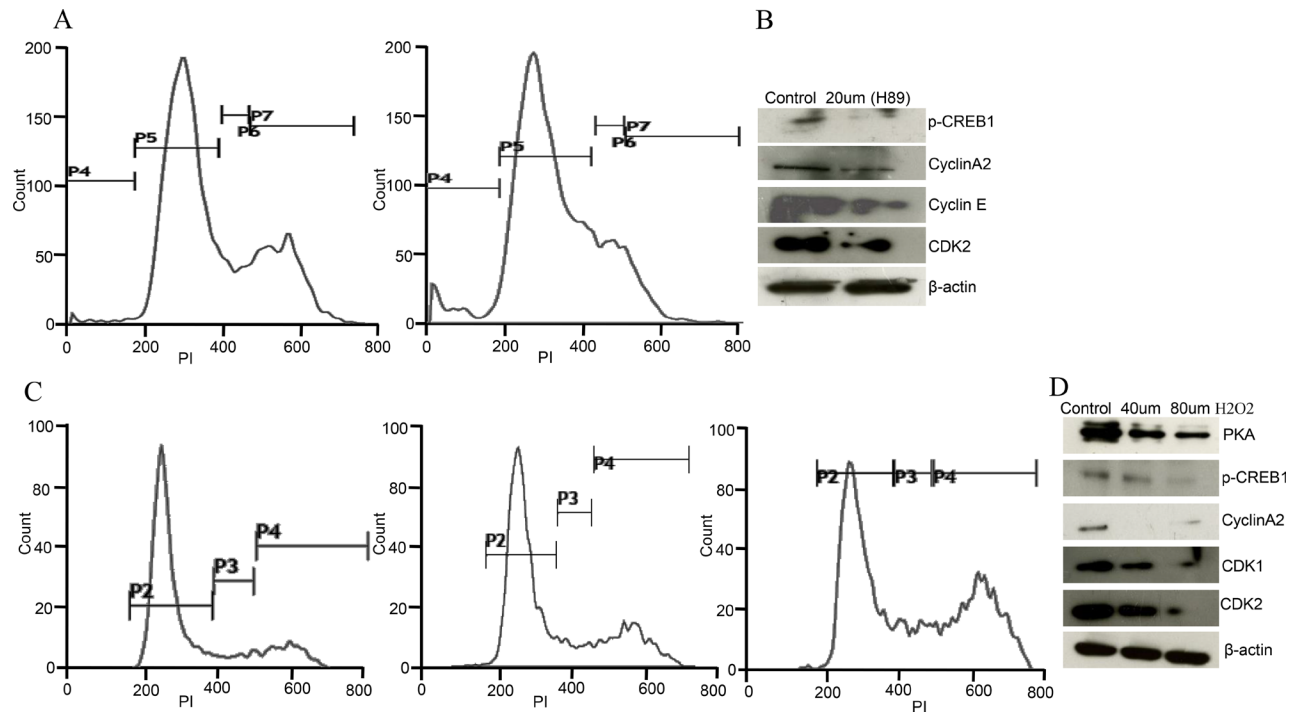 A
200
150
100
50
0
Count
P4
P5
P7
P6
0 200 400 600 800
PI
200
150
100
50
0
Count
P4
P5
P7
P6
0 200 400 600 800
PI
B
Control 20um (H89)
p-CREB1
CyclinA2
Cyclin E
CDK2
β-actin
C
100
80
40
20
0
Count
P2
P3
P4
0 200 400 600 800
PI
100
80
40
20
0
Count
P2
P3
P4
0 200 400 600 800
PI
100
80
40
20
0
Count
P2 P3 P4
0 200 400 600 800
PI
D
Control 40um 80um H2O2
PKA
p-CREB1
CyclinA2
CDK1
CDK2
β-actin